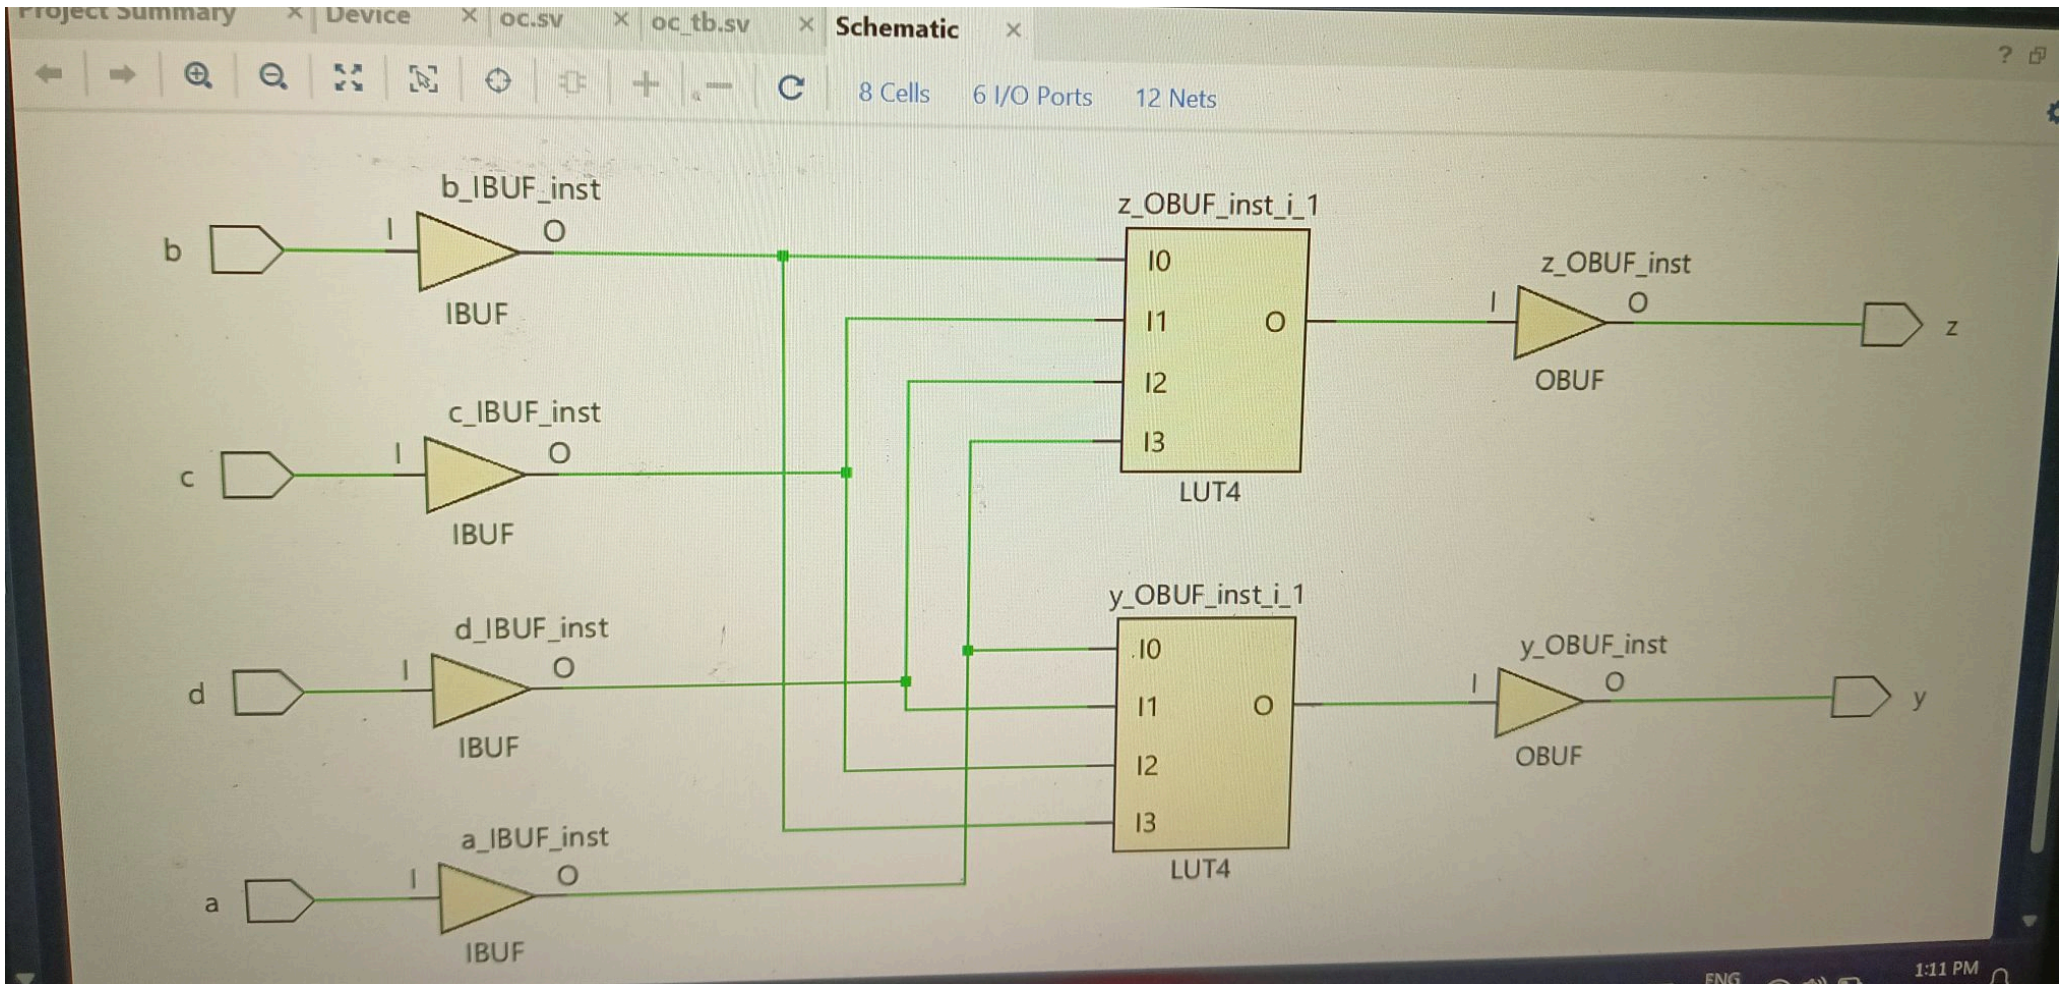 Project Summary × Device × oc.sv × oc_tb.sv × Schematic ×
?
8 Cells 6 I/O Ports 12 Nets
b_IBUF_inst
z_OBUF_inst_i_1
b I O
I0
z_OBUF_inst
IBUF
I1 O
I O
z
I2
OBUF
c_IBUF_inst
I3
c I O
LUT4
IBUF
y_OBUF_inst_i_1
d_IBUF_inst
I0
y_OBUF_inst
d I O
I1 O
I O
y
IBUF
I2
OBUF
I3
a_IBUF_inst
LUT4
a I O
IBUF
ENG
1:11 PM